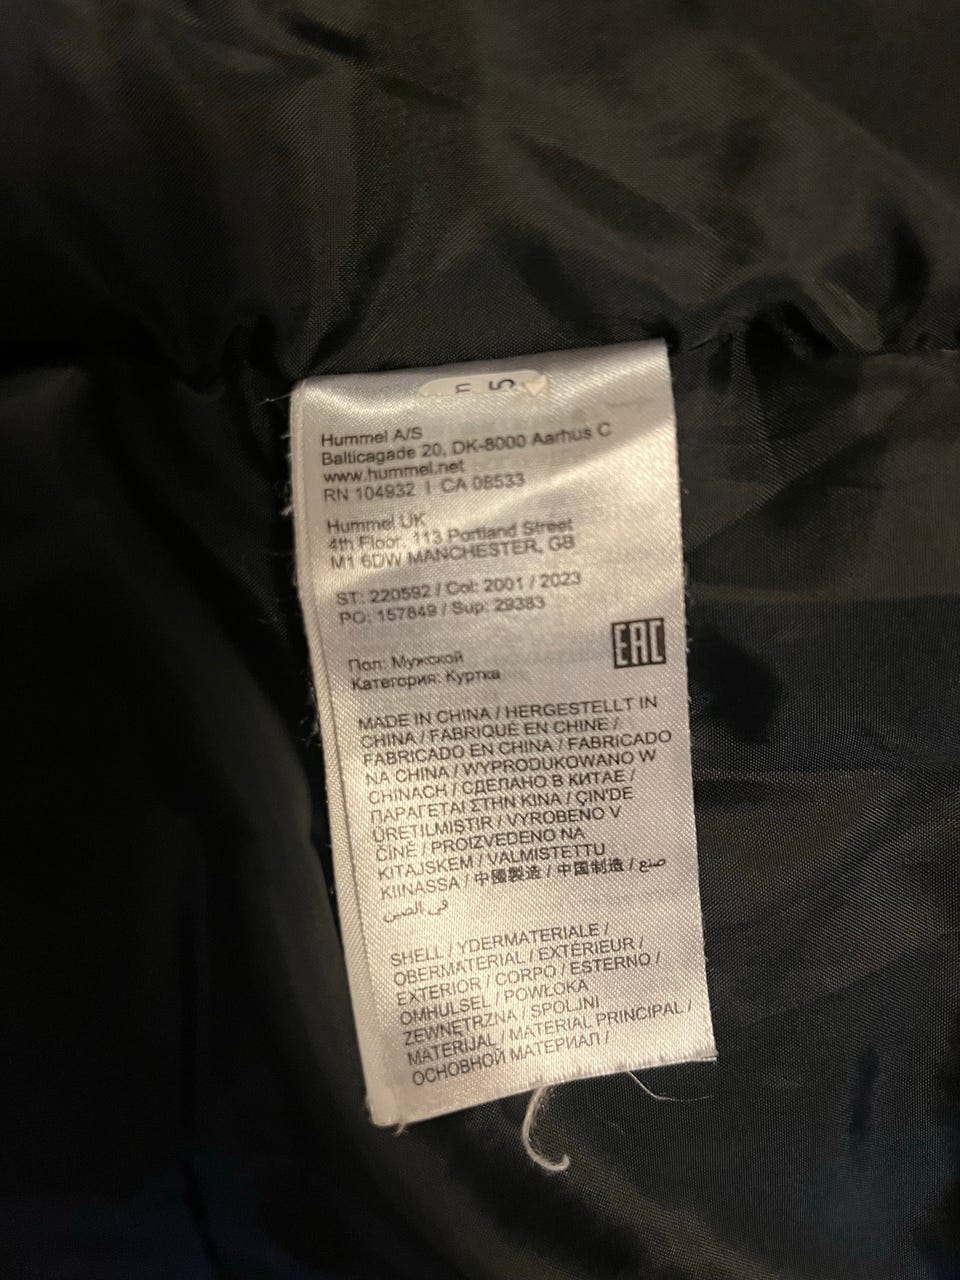 Hummel A/S
Balticagade 20, DK-8000 Aarhus C
www.hummel.net
RN 104932 | CA 08533
Hummel UK
4th Floor, 113 Portland Street
M1 6DW MANCHESTER, GB
ST: 220592 / Col: 2001 / 2023
PO: 157849 / Sup: 29383
EAC
Пол: Мужской
Категория: Куртка
MADE IN CHINA / HERGESTELLT IN
CHINA / FABRIQUÉ EN CHINE /
FABRICADO EN CHINA / FABRICADO
NA CHINA / WYPRODUKOWANO W
CHINACH / СДЕЛАНО В КИТАЕ /
ΠΑΡΑΓΕΤΑΙ ΣΤΗΝ ΚΙΝΑ / ÇIN'DE
ÜRETILMIŞTIR / VYROBENO V
ČÍNĚ / PROIZVEDENO NA
KITAJSKEM / VALMISTETTU
KIINASSA / 中國製造 / 中国制造 / صنع
في الصين
SHELL / YDERMATERIALE /
OBERMATERIAL / EXTÉRIEUR /
EXTERIOR / CORPO / ESTERNO /
OMHULSEL / POWŁOKA
ZEWNĘTRZNA / SPOLJNI
MATERIJAL / MATERIAL PRINCIPAL /
ОСНОВНОЙ МАТЕРИАЛ /